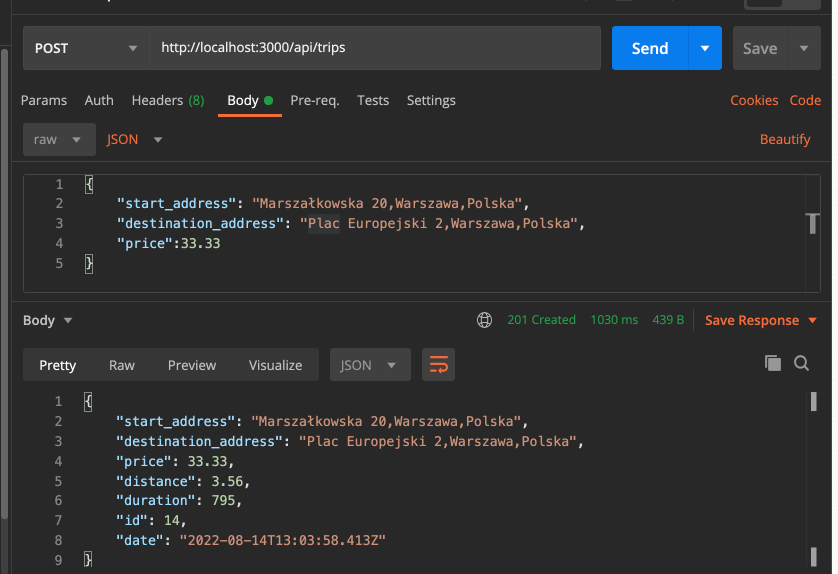 POST http://localhost:3000/api/trips Send Save
Params Auth Headers (8) Body Pre-req. Tests Settings Cookies Code
raw JSON Beautify
1 {
2 "start_address": "Marszałkowska 20,Warszawa,Polska",
3 "destination_address": "Plac Europejski 2,Warszawa,Polska",
4 "price":33.33
5 }
Body 201 Created 1030 ms 439 B Save Response
Pretty Raw Preview Visualize JSON
1 {
2 "start_address": "Marszałkowska 20,Warszawa,Polska",
3 "destination_address": "Plac Europejski 2,Warszawa,Polska",
4 "price": 33.33,
5 "distance": 3.56,
6 "duration": 795,
7 "id": 14,
8 "date": "2022-08-14T13:03:58.413Z"
9 }